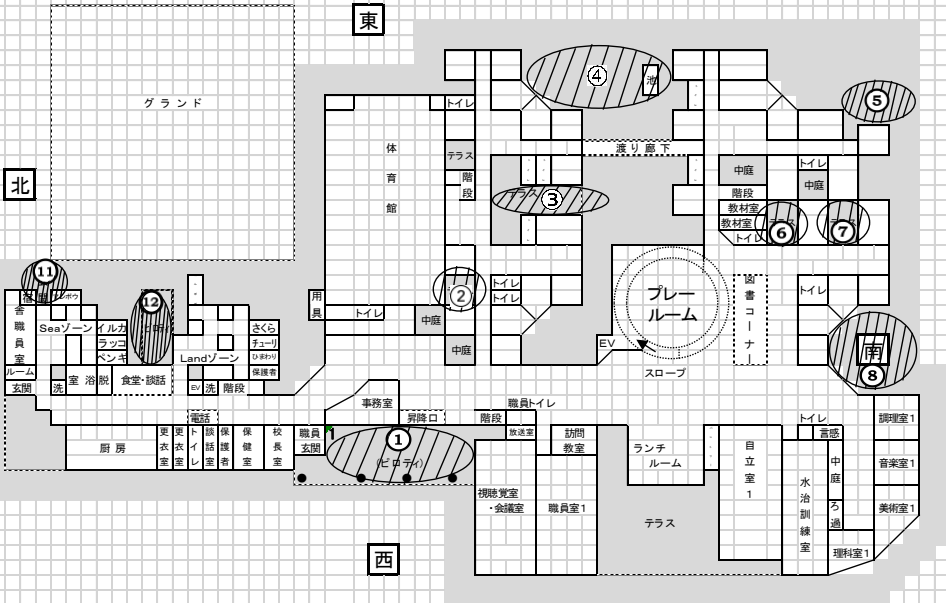 東
④
池
グランド
⑤
トイレ
渡り廊下
体育館
テラス
中庭
トイレ
北
階段
中庭
テラス
③
階段
教材室
教材室
⑥
⑦
トイレ
⑪
⑫
②
トイレ
トイレ
プレールーム
図書コーナー
トイレ
用具
トイレ
中庭
舎職員室
Seaゾーン
イルカ
ラッコ
ペンギ
さくら
チューリ
ひまわり
保護者
Landゾーン
中庭
EV
スロープ
南
⑧
ルーム
玄関
洗
室
浴
脱
食堂・談話
EV
洗
階段
事務室
職員トイレ
電話
昇降口
階段
トイレ
調理室1
厨房
更衣室
更衣室
トイレ
談話室
保護者
保健室
校長室
職員玄関
①
(ピロティ)
放送室
訪問教室
ランチルーム
自立室1
言感
中庭
水治訓練室
音楽室1
視聴覚室・会議室
職員室1
テラス
ろ過
美術室1
理科室1
西